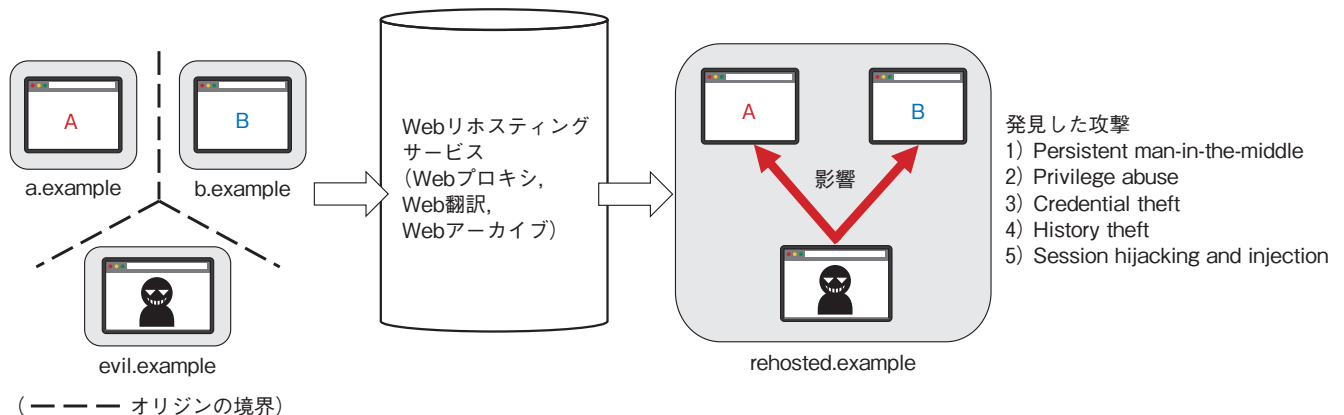 A
a.example
B
b.example
evil.example
(ーーー オリジンの境界)
Webリホスティング
サービス
(Webプロキシ,
Web翻訳,
Webアーカイブ)
A
B
影響
rehosted.example
発見した攻撃
1) Persistent man-in-the-middle
2) Privilege abuse
3) Credential theft
4) History theft
5) Session hijacking and injection